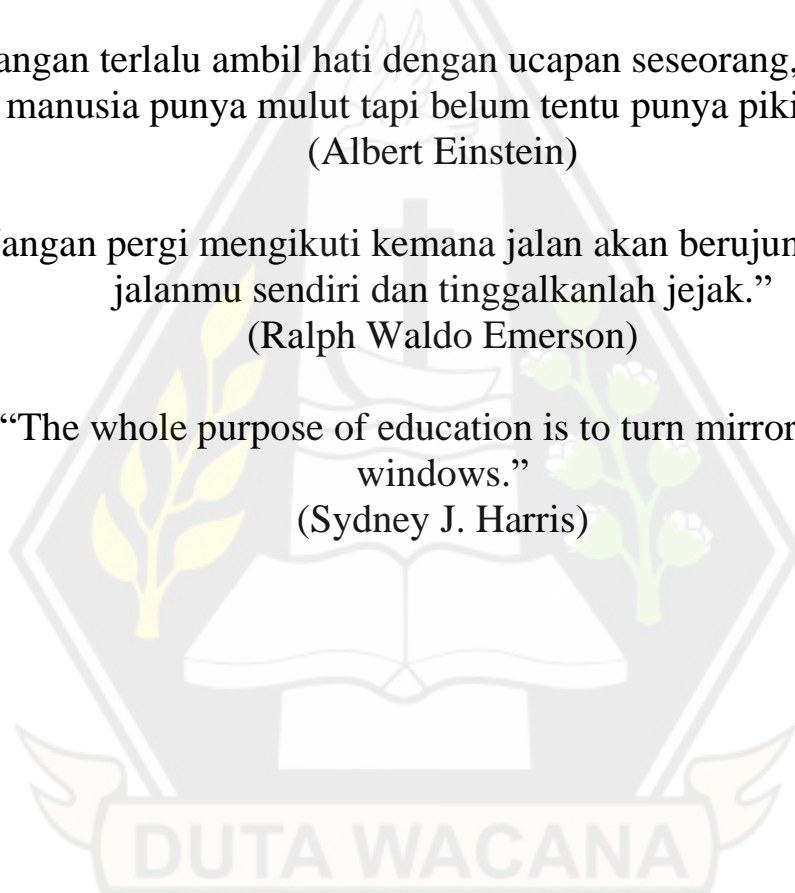 angan terlalu ambil hati dengan ucapan seseorang,
manusia punya mulut tapi belum tentu punya piki
(Albert Einstein)
angan pergi mengikuti kemana jalan akan berujun
jalanmu sendiri dan tinggalkanlah jejak.”
(Ralph Waldo Emerson)
“The whole purpose of education is to turn mirror
windows.”
(Sydney J. Harris)
DUTA WACANA